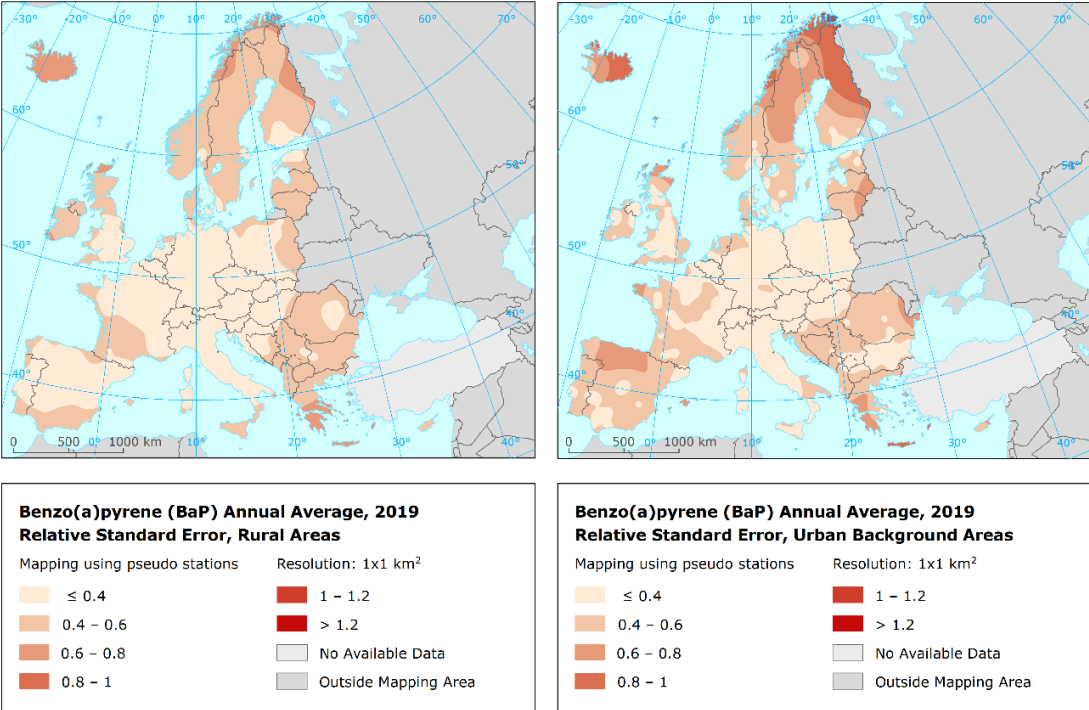 -30° -20° -10° 0° 10° 20° 30° 40° 50° 60° 70°
60°
50°
50°
40°
40°
0 500 0° 1000 km 10° 20° 30° 40°
Benzo(a)pyrene (BaP) Annual Average, 2019
Relative Standard Error, Rural Areas
Mapping using pseudo stations Resolution: 1x1 km²
≤ 0.4 1 – 1.2
0.4 – 0.6 > 1.2
0.6 – 0.8 No Available Data
0.8 – 1 Outside Mapping Area
-30° -20° -10° 0° 10° 20° 30° 40° 50° 60° 70°
60°
50°
50°
40°
40°
0 500 0° 1000 km 10° 20° 30° 40°
Benzo(a)pyrene (BaP) Annual Average, 2019
Relative Standard Error, Urban Background Areas
Mapping using pseudo stations Resolution: 1x1 km²
≤ 0.4 1 – 1.2
0.4 – 0.6 > 1.2
0.6 – 0.8 No Available Data
0.8 – 1 Outside Mapping Area